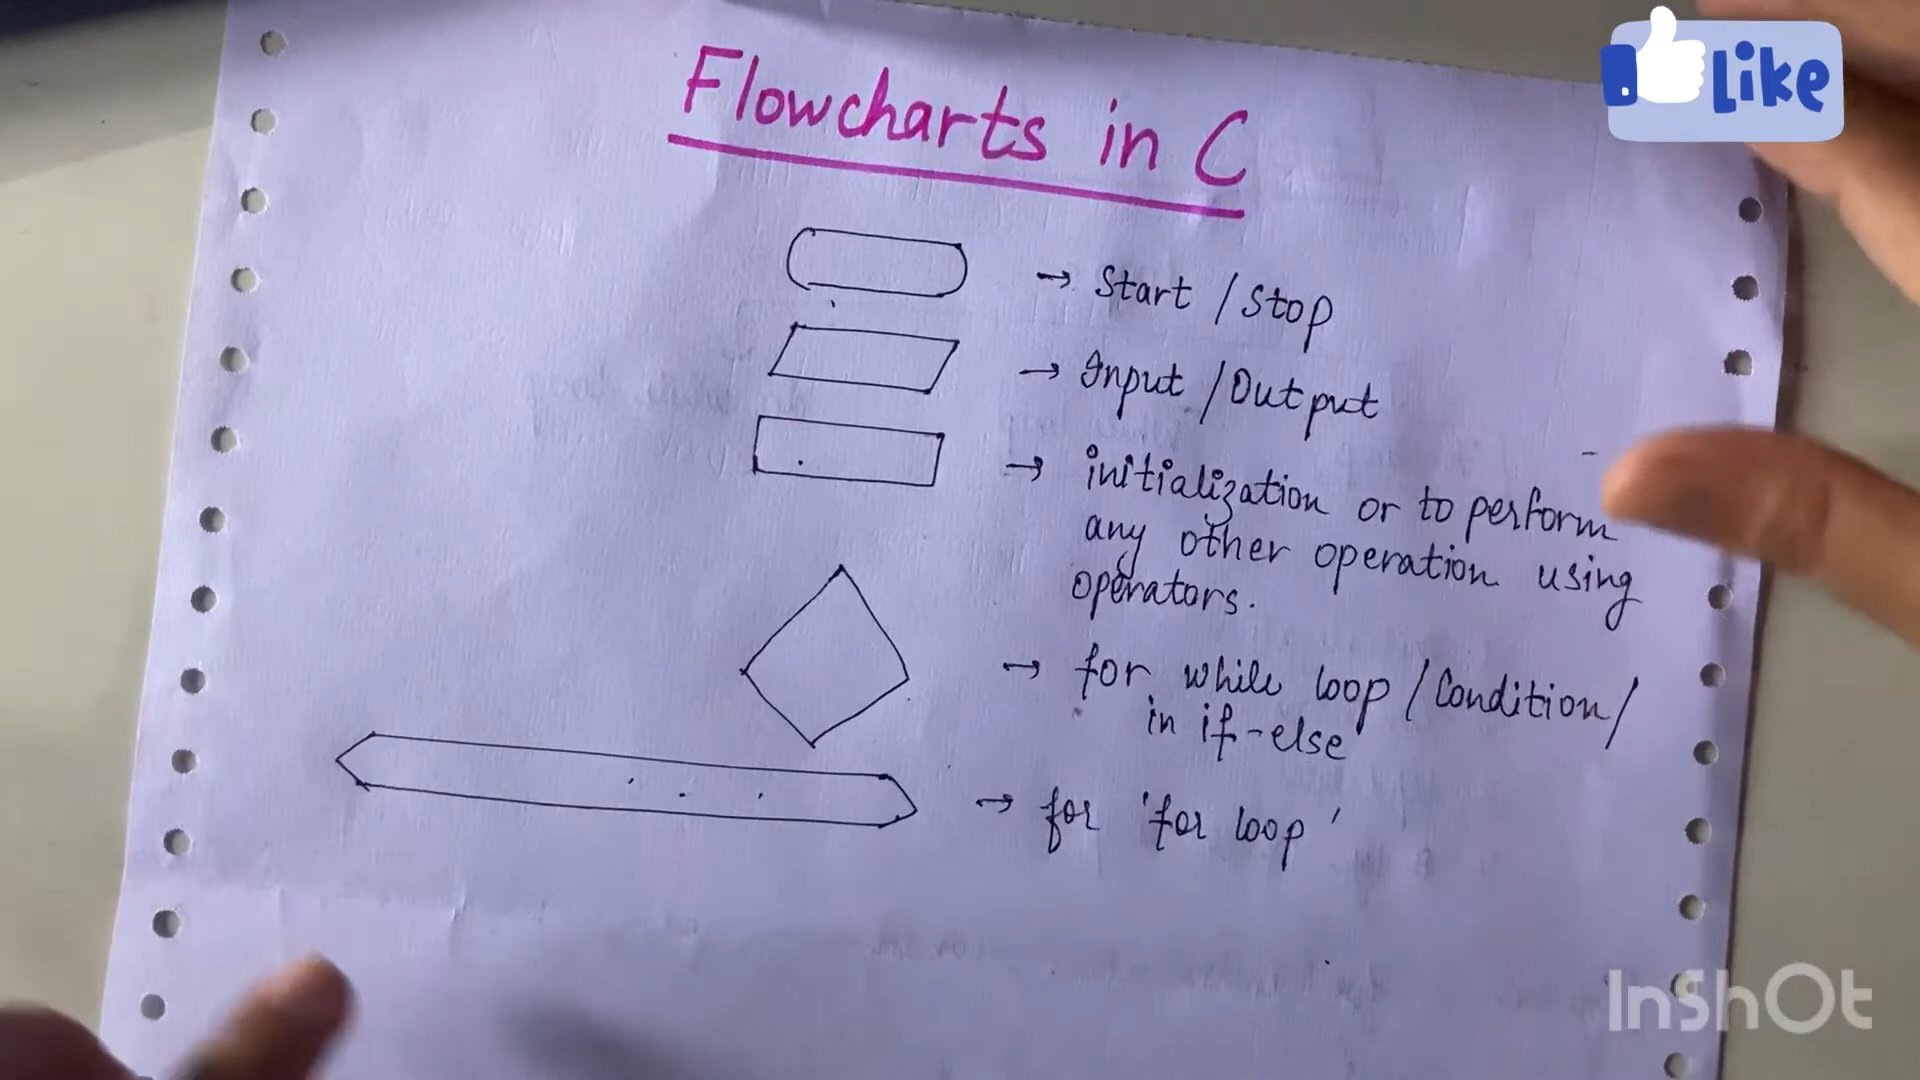 Like
Flowcharts in C
→ Start / Stop
→ Input / Output
→ initialization or to perform
any other operation using
operators.
→ for while loop / Condition /
in if-else
→ for 'for loop'
InShOt